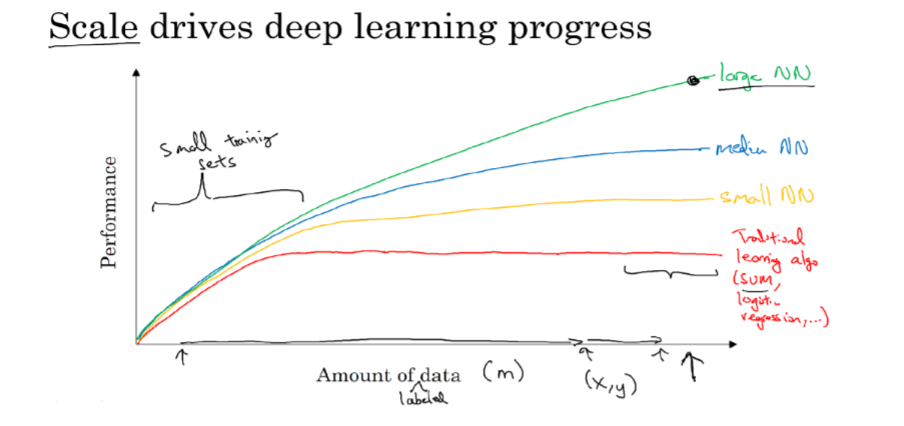 Scale drives deep learning progress
large NN
small training
sets
medium NN
Performance
small NN
Traditional
learning algo
(SVM,
logistic
regression,...)
Amount of data (m)
labeled
(x,y)